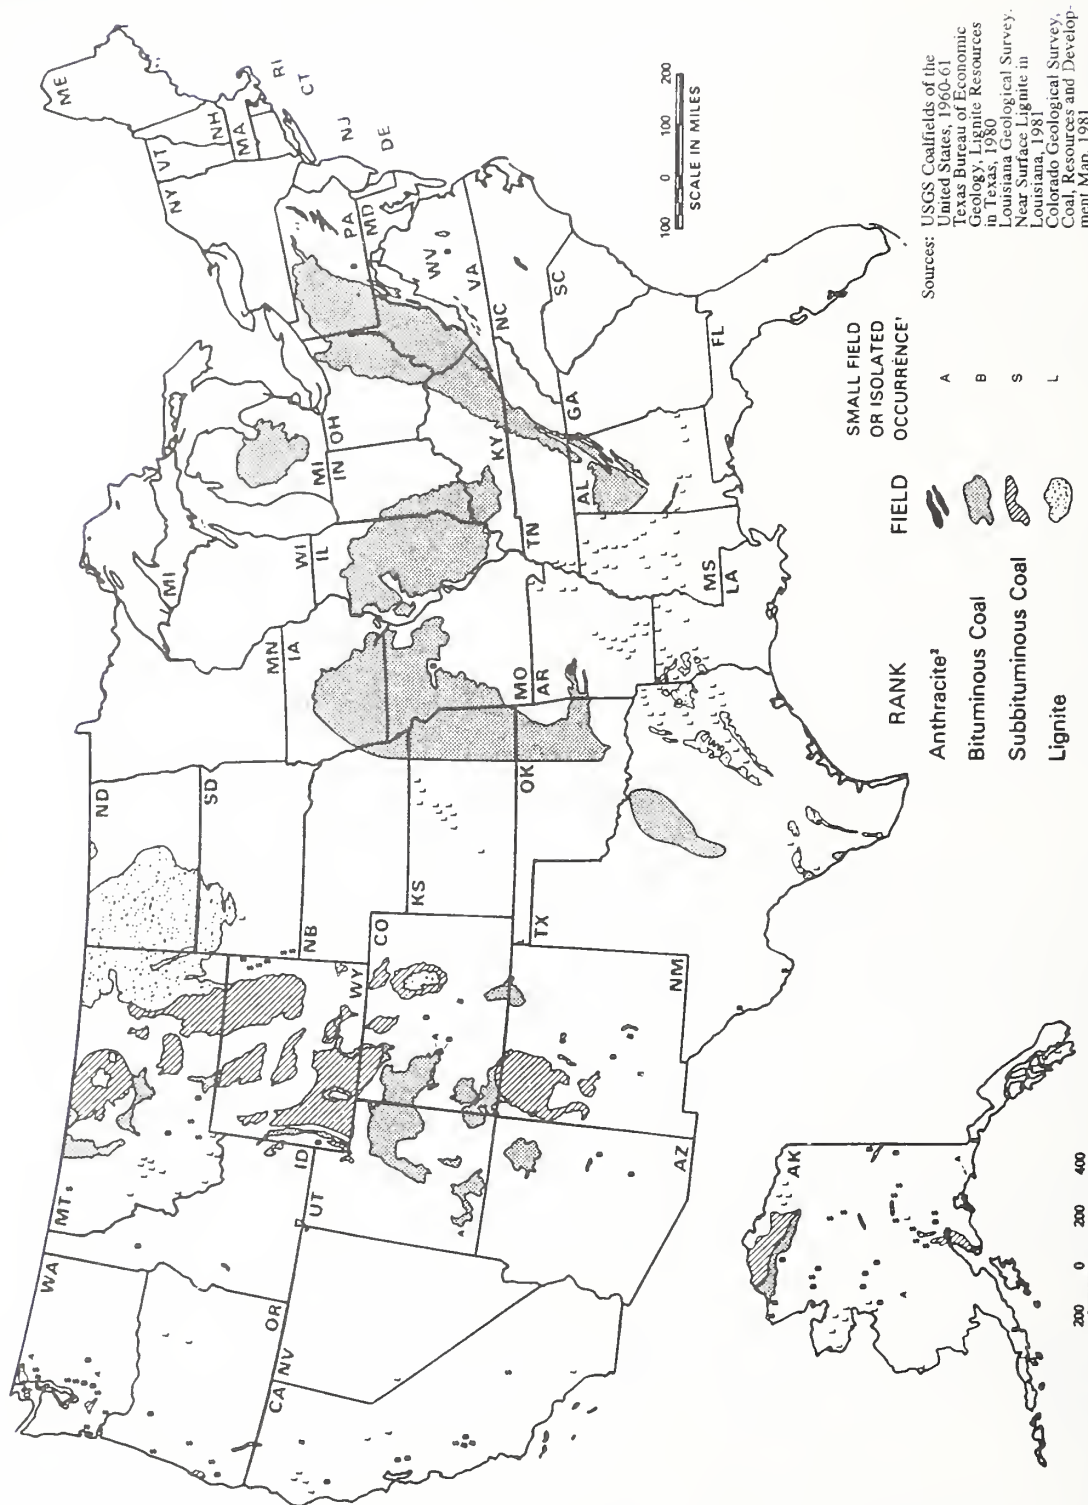 WA
MT
ND
MN
WI
MI
ME
VT
NH
NY
MA
RI
CT
NJ
DE
PA
MD
OR
ID
WY
SD
IA
IL
MI
IN
OH
WV
VA
CA
NV
UT
CO
NB
KS
MO
KY
NC
AZ
NM
OK
TX
AR
TN
SC
LA
MS
AL
GA
FL
AK
100 0 100 200
SCALE IN MILES
200 0 200 400
RANK
FIELD
SMALL FIELD
OR ISOLATED
OCCURRENCE¹
Anthracite²
A
Bituminous Coal
B
Subbituminous Coal
S
Lignite
L
Sources: USGS Coalfields of the
United States, 1960-61
Texas Bureau of Economic
Geology, Lignite Resources
in Texas, 1980
Louisiana Geological Survey.
Near Surface Lignite in
Louisiana, 1981
Colorado Geological Survey,
Coal, Resources and Develop-
ment Map, 1981